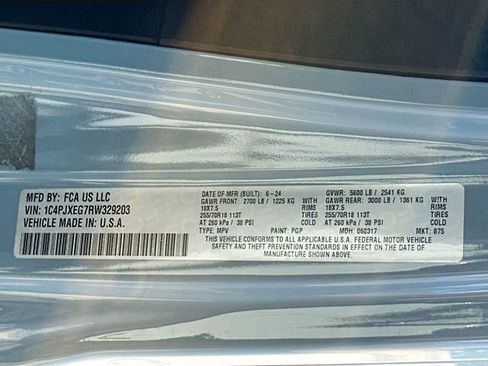 MFD BY: FCA US LLC
VIN: 1C4PJXEG7RW329203
VEHICLE MADE IN: U.S.A.
DATE OF MFR (BUILT): 6-24 GVWR: 5600 LB / 2541 KG
GAWR FRONT: 2700 LB / 1225 KG WITH GAWR REAR: 3000 LB / 1361 KG WITH
18X7.5 RIMS 18X7.5 RIMS
255/70R18 113T TIRES 255/70R18 113T TIRES
AT 260 kPa / 38 PSI COLD AT 260 kPa / 38 PSI COLD
TYPE: MPV PAINT: PGP MDH: 060317 MKT: 875
THIS VEHICLE CONFORMS TO ALL APPLICABLE U.S.A. FEDERAL MOTOR VEHICLE
SAFETY AND THEFT PREVENTION STANDARDS IN EFFECT ON THE DATE OF
MANUFACTURE SHOWN ABOVE.